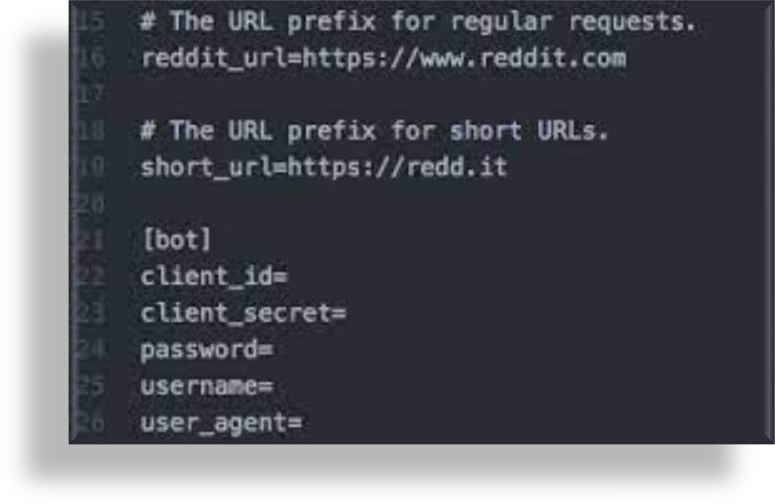 15 # The URL prefix for regular requests.
16 reddit_url=https://www.reddit.com
17
18 # The URL prefix for short URLs.
19 short_url=https://redd.it
20
21 [bot]
22 client_id=
23 client_secret=
24 password=
25 username=
26 user_agent=